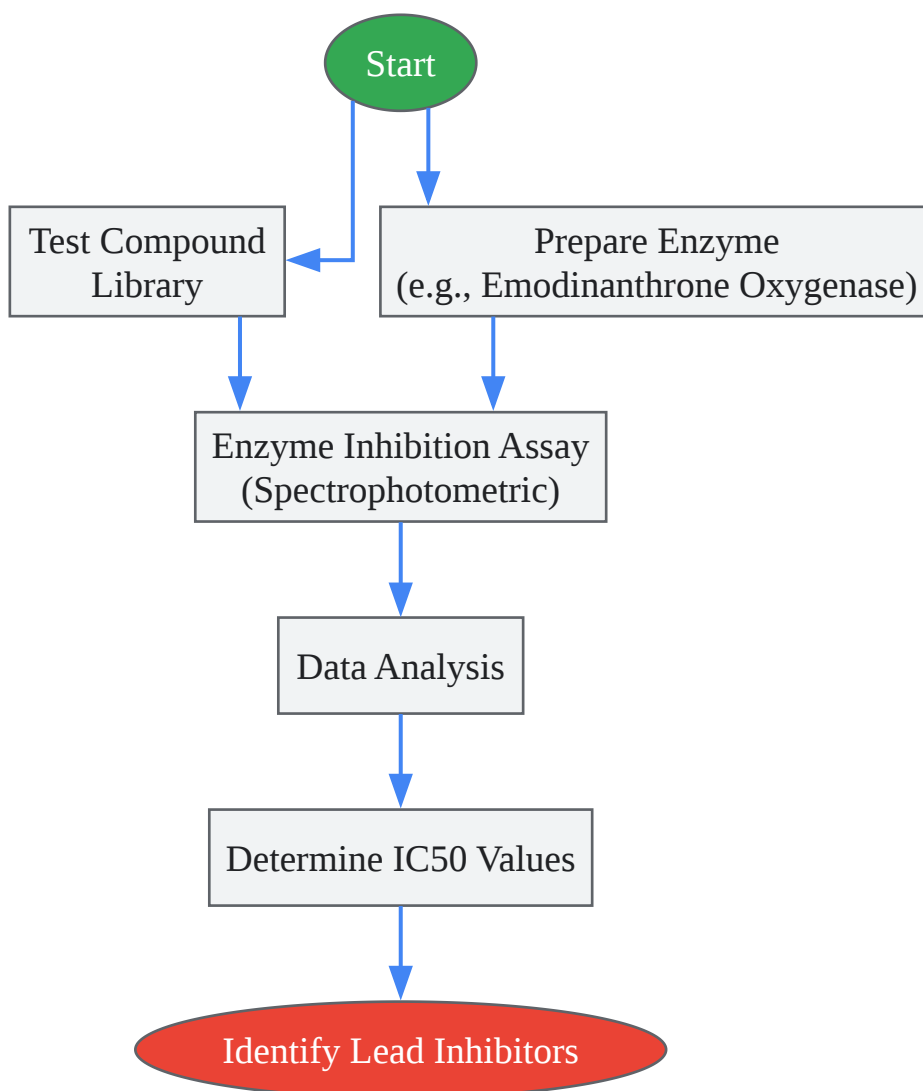 Start
Test Compound
Library
Prepare Enzyme
(e.g., Emodinanthrone Oxygenase)
Enzyme Inhibition Assay
(Spectrophotometric)
Data Analysis
Determine IC50 Values
Identify Lead Inhibitors